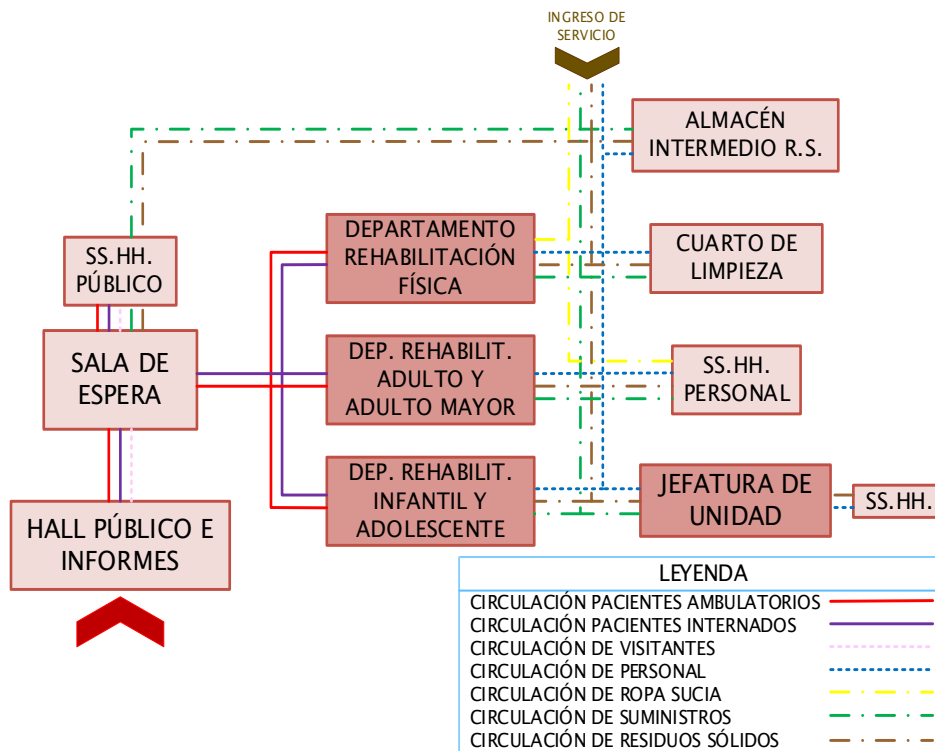 INGRESO DE
SERVICIO
ALMACÉN
INTERMEDIO R.S.
DEPARTAMENTO
REHABILITACIÓN
FÍSICA
CUARTO DE
LIMPIEZA
SS.HH.
PÚBLICO
SALA DE
ESPERA
DEP. REHABILIT.
ADULTO Y
ADULTO MAYOR
SS.HH.
PERSONAL
DEP. REHABILIT.
INFANTIL Y
ADOLESCENTE
JEFATURA DE
UNIDAD
SS.HH.
HALL PÚBLICO E
INFORMES
LEYENDA
CIRCULACIÓN PACIENTES AMBULATORIOS
CIRCULACIÓN PACIENTES INTERNADOS
CIRCULACIÓN DE VISITANTES
CIRCULACIÓN DE PERSONAL
CIRCULACIÓN DE ROPA SUCIA
CIRCULACIÓN DE SUMINISTROS
CIRCULACIÓN DE RESIDUOS SÓLIDOS